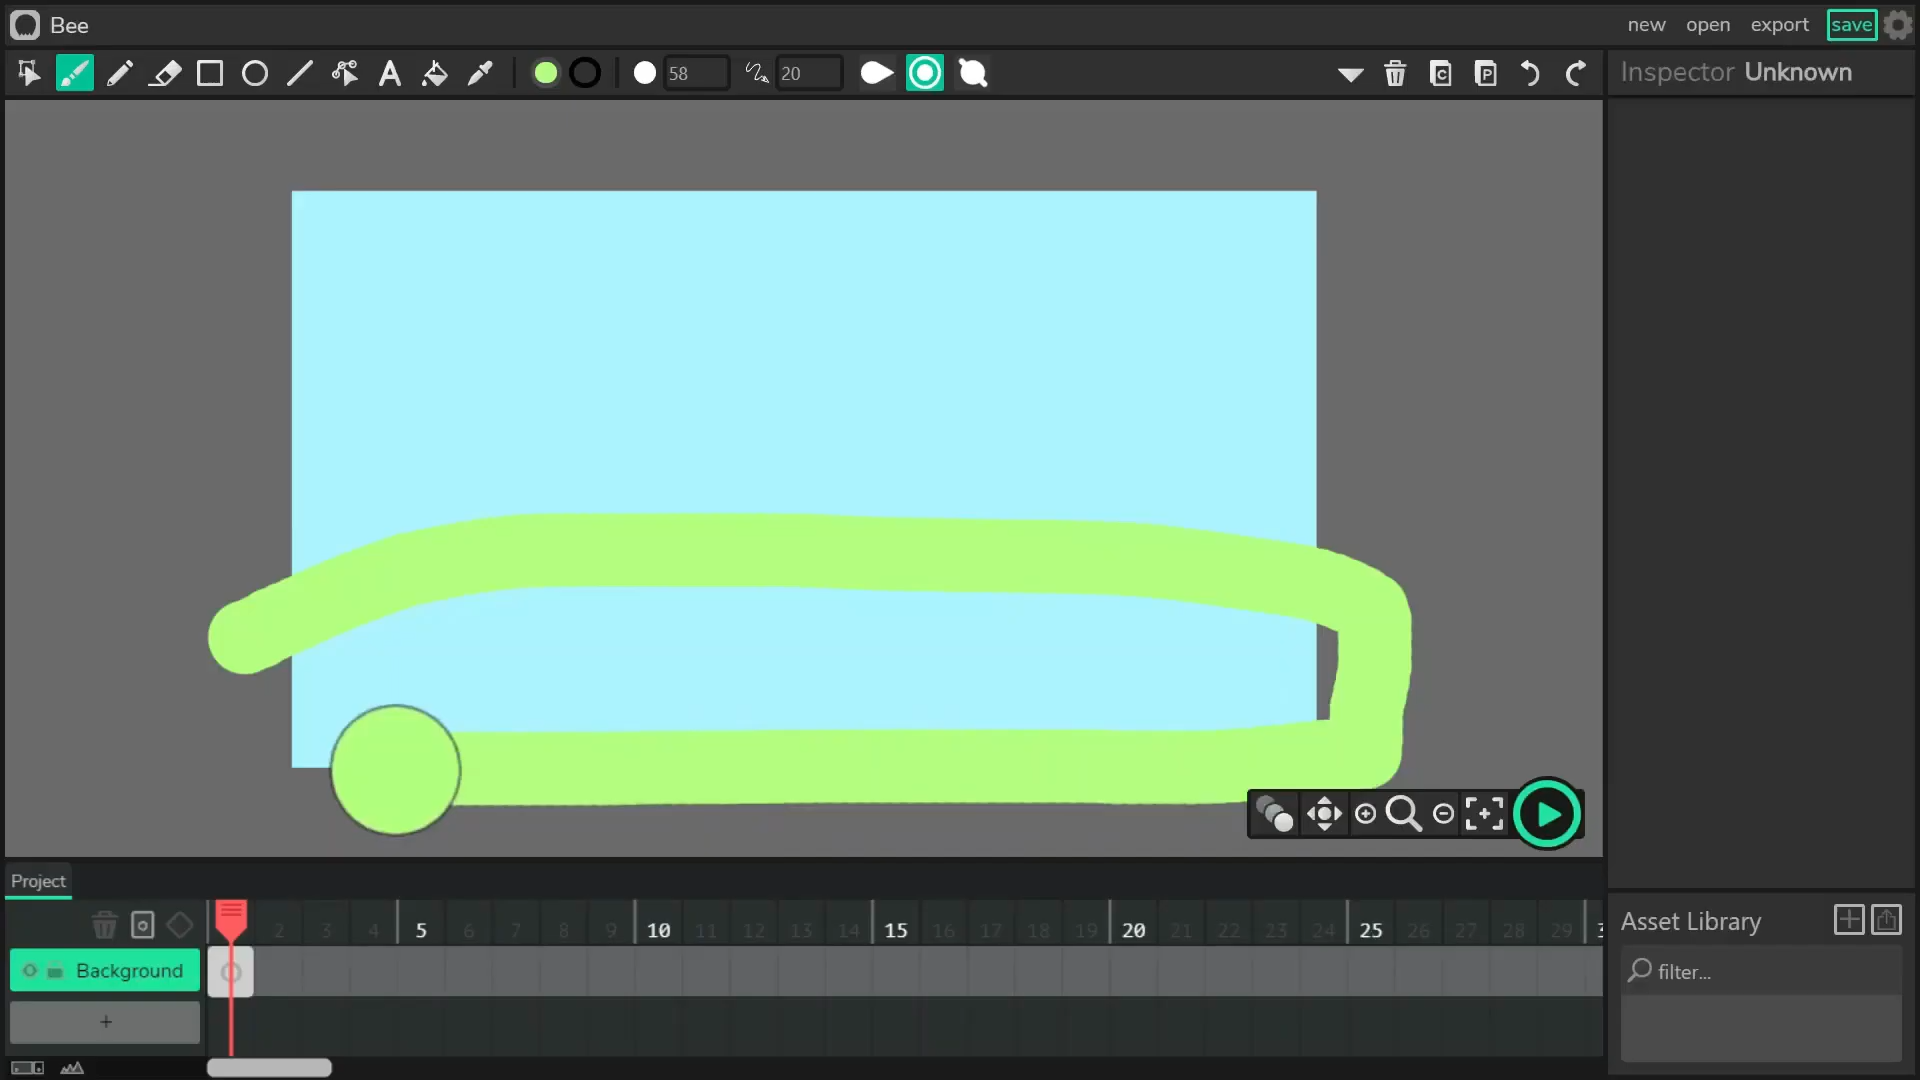 Bee
new open export save
58 20
Inspector Unknown
Project
2 3 4 5 6 7 8 9 10 11 12 13 14 15 16 17 18 19 20 21 22 23 24 25 26 27 28 29
Background
+
Asset Library
filter...